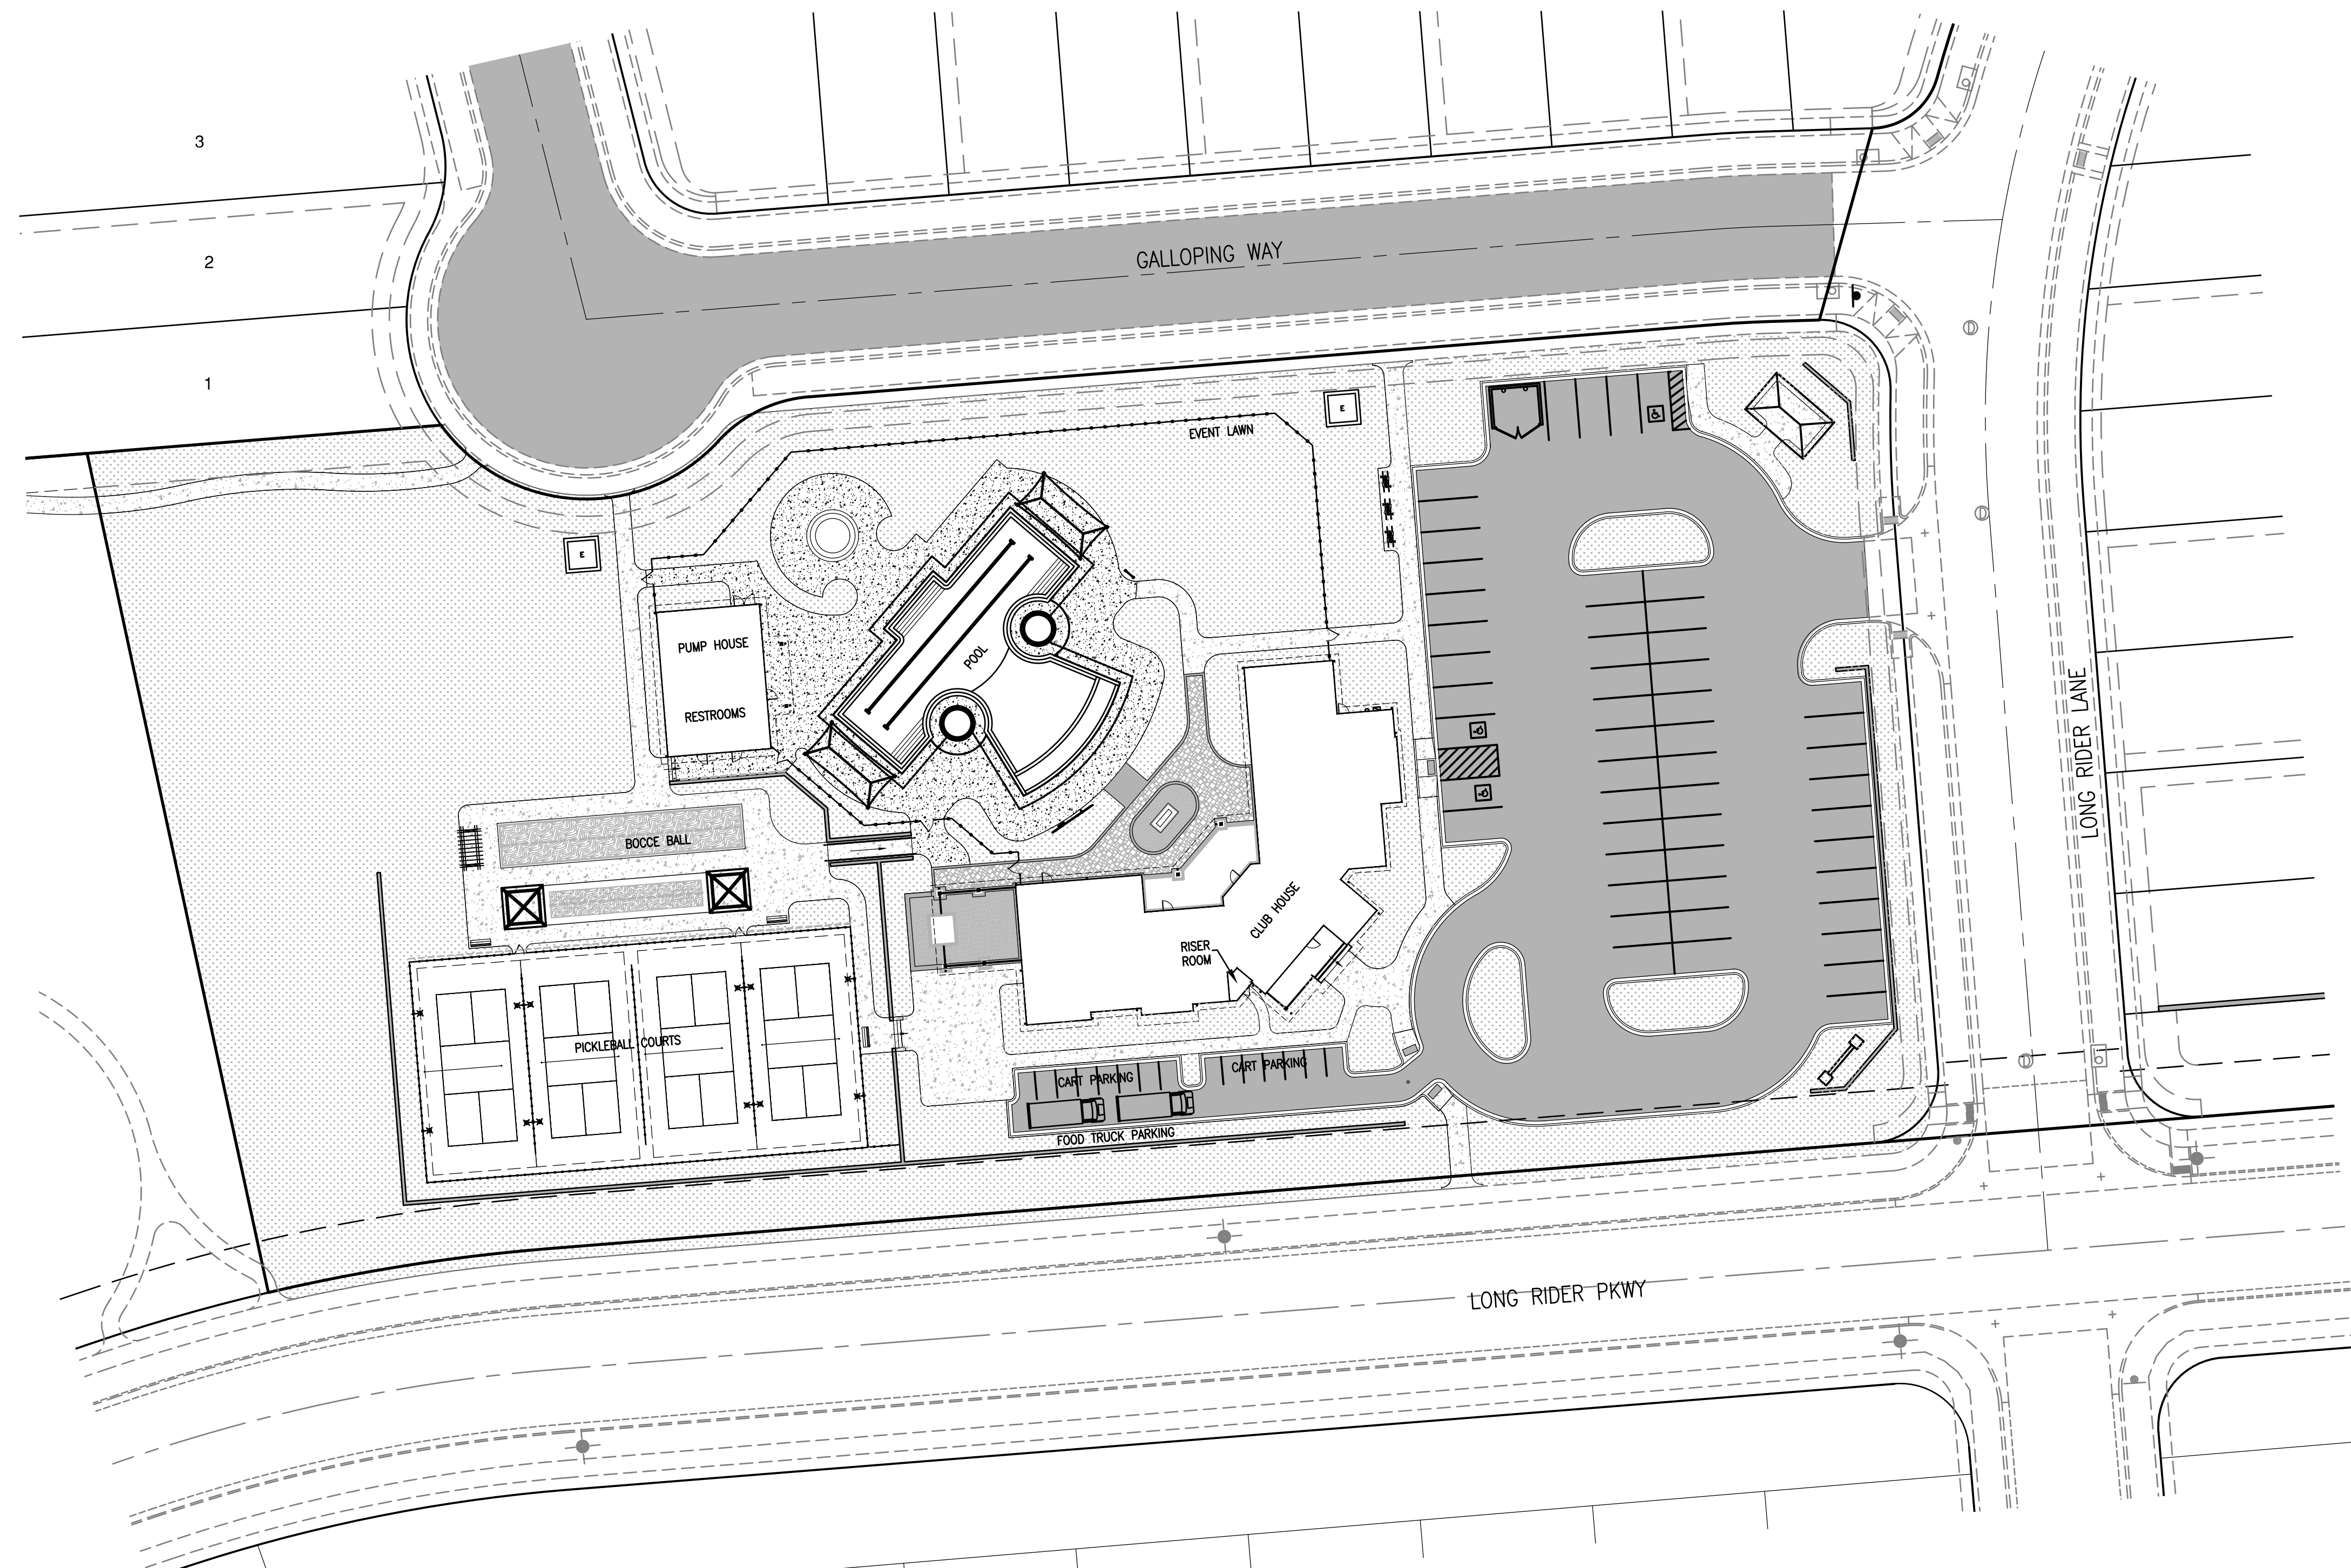 3
2
1
GALLOPING WAY
EVENT LAWN
E
E
PUMP HOUSE
RESTROOMS
POOL
BOCCE BALL
CLUB HOUSE
RISER
ROOM
PICKLEBALL COURTS
CART PARKING
CART PARKING
FOOD TRUCK PARKING
LONG RIDER LANE
LONG RIDER PKWY